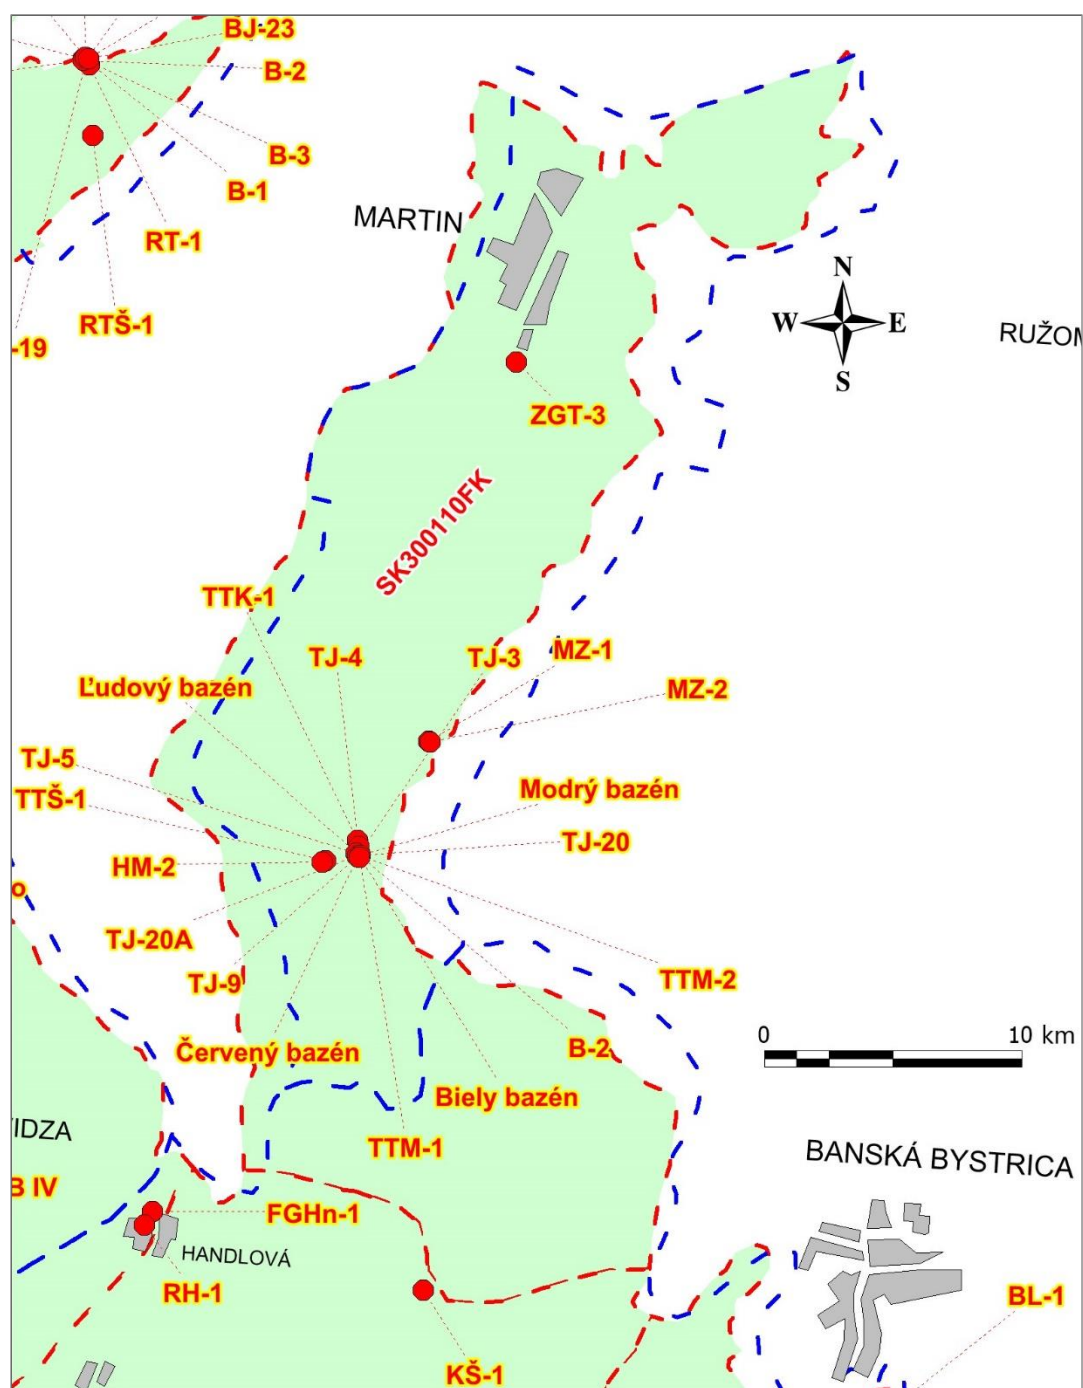 BJ-23
B-2
B-3
B-1
RT-1
RTŠ-1
-19
MARTIN
N
W E
S
RUŽOM
ZGT-3
SK300110FK
TTK-1
TJ-4
TJ-3
MZ-1
MZ-2
Ľudový bazén
TJ-5
TTŠ-1
Modrý bazén
TJ-20
HM-2
o
TJ-20A
TJ-9
TTM-2
Červený bazén
B-2
Biely bazén
TTM-1
0 10 km
VIDZA
BANSKÁ BYSTRICA
B IV
FGHn-1
HANDLOVÁ
RH-1
BL-1
KŠ-1